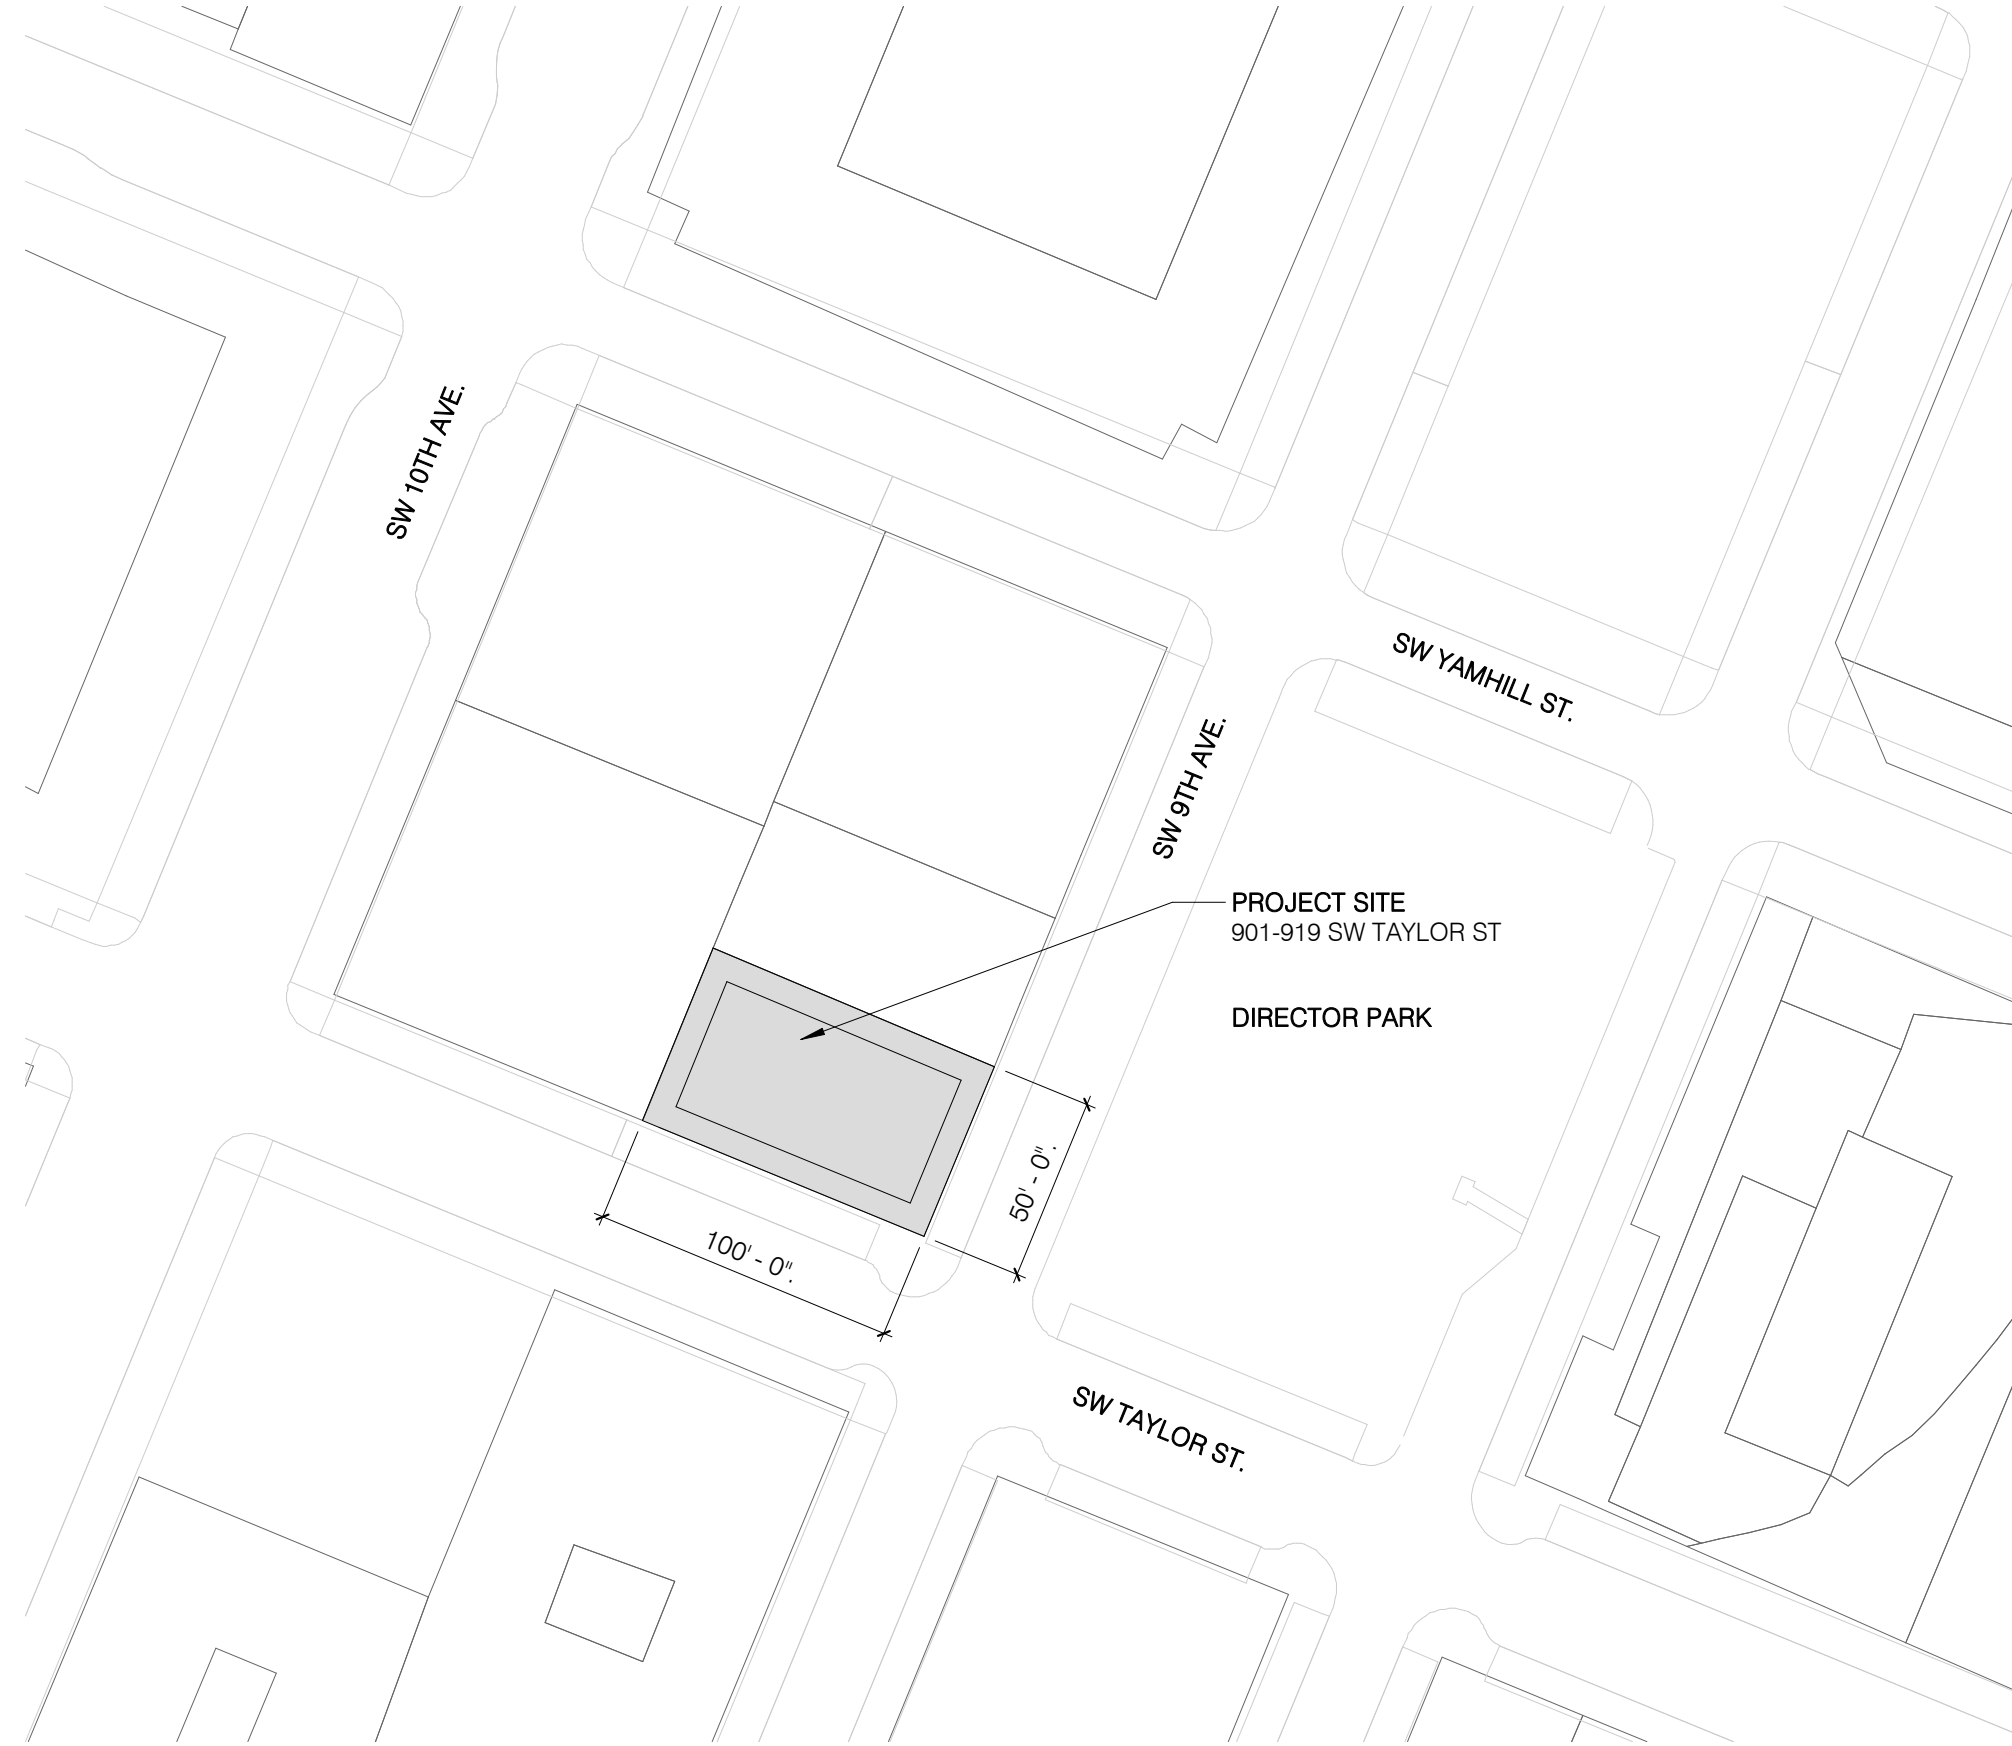 SW 10TH AVE.
SW YAMHILL ST.
SW 9TH AVE.
PROJECT SITE
901-919 SW TAYLOR ST
DIRECTOR PARK
50' - 0".
100' - 0".
SW TAYLOR ST.